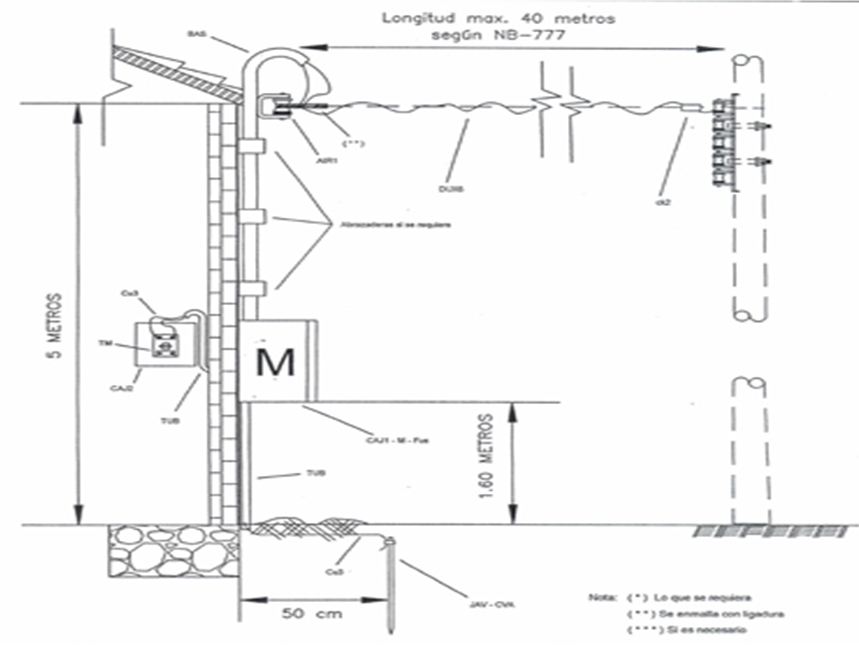 Longitud max. 40 metros
según NB-777
BAS
(**)
AIR1
DUX6
ct2
Abrazaderas si se requiere
5 METROS
Cu3
TM
CAJ2
TUB
M
CAJ1 - M - Fus
1.60 METROS
TUB
Cu3
50 cm
JAV - CVA
Nota: (*) Lo que se requiera
(**) Se enmalla con ligadura
(***) Si es necesario